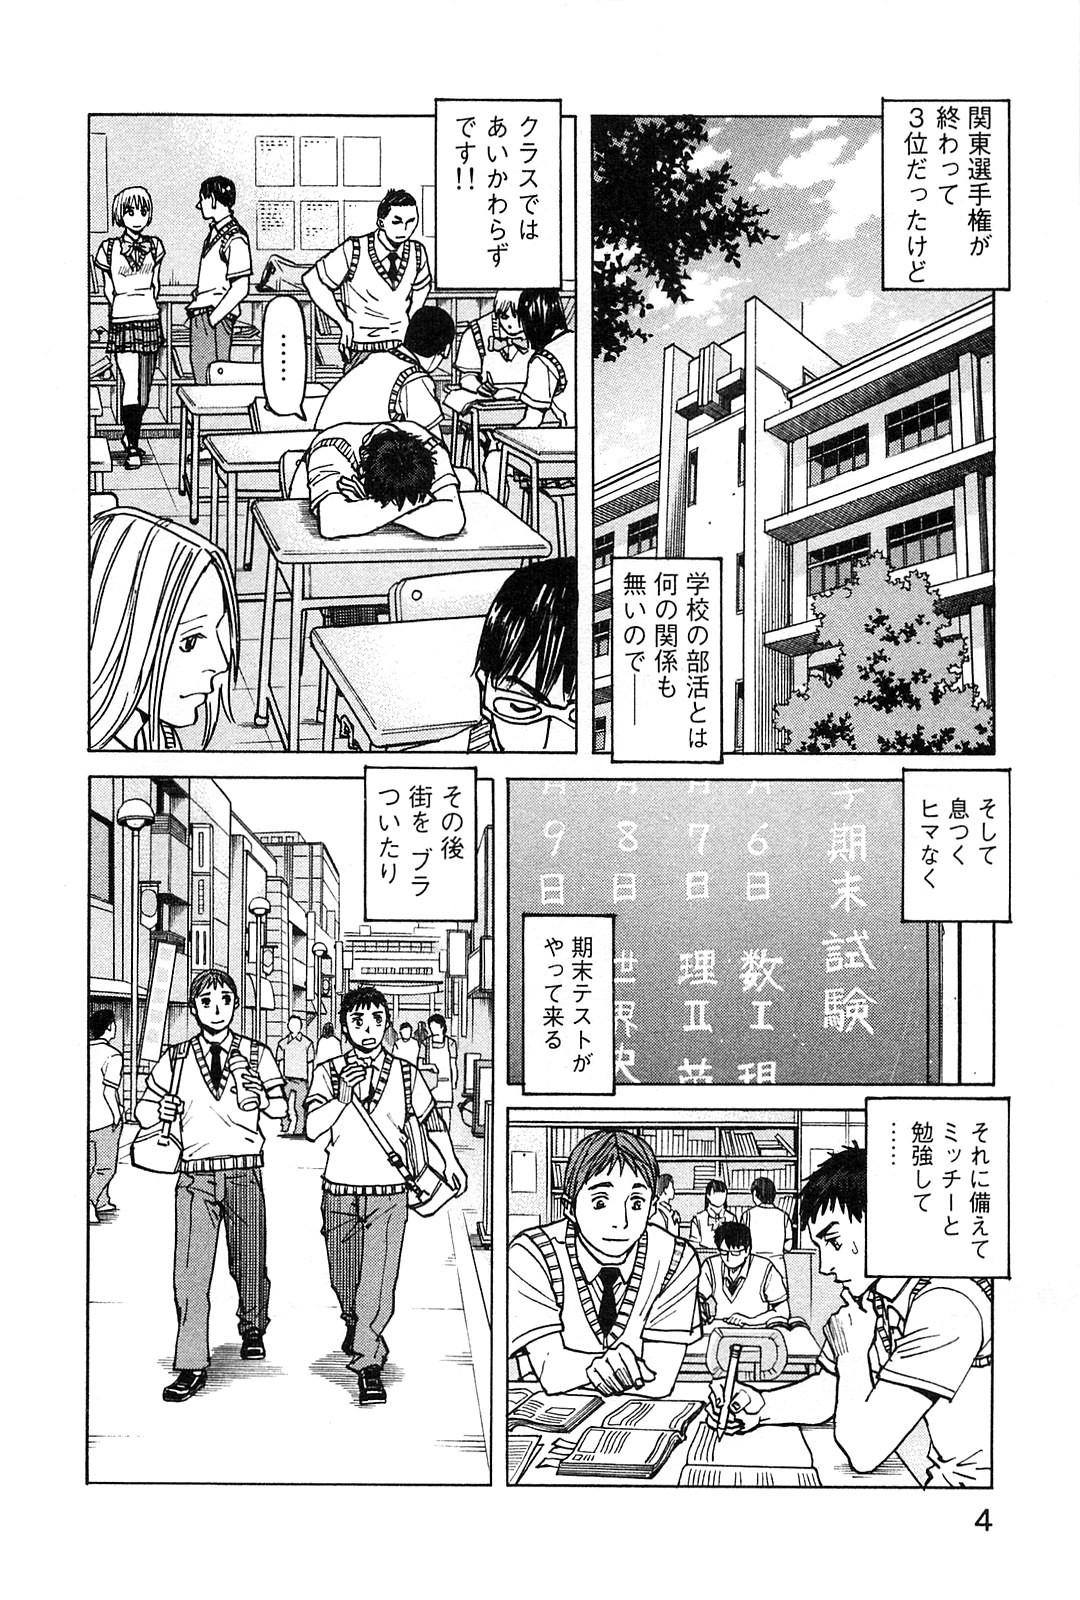 関東選手権が
終わって
3位だったけど
学校の部活とは
何の関係も
無いので――
クラスでは
あいかわらず
です!!
……
そして
息つく
ヒマなく
期末試験
6日 数I 現
7日 理II 英
8日 世界史
9日
期末テストが
やって来る
それに備えて
ミッチーと
勉強して
……
その後
街を ブラ
ついたり
4